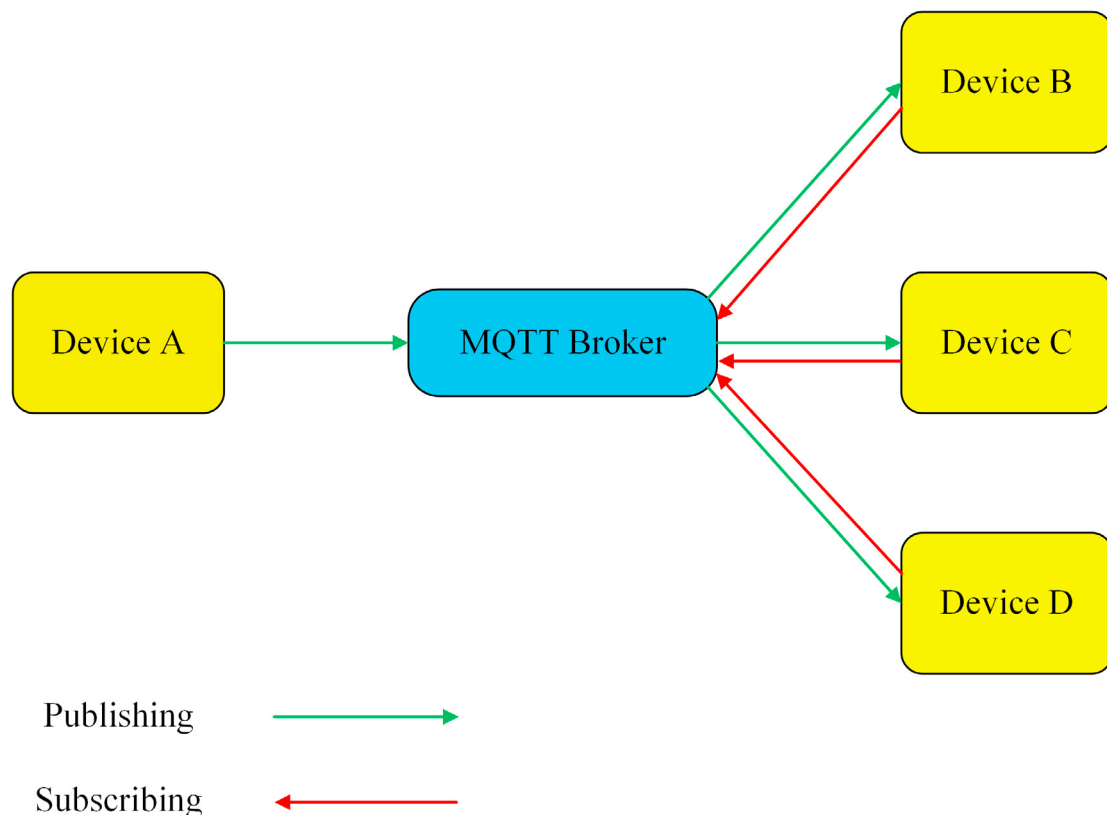 Device B
Device A
MQTT Broker
Device C
Device D
Publishing
Subscribing